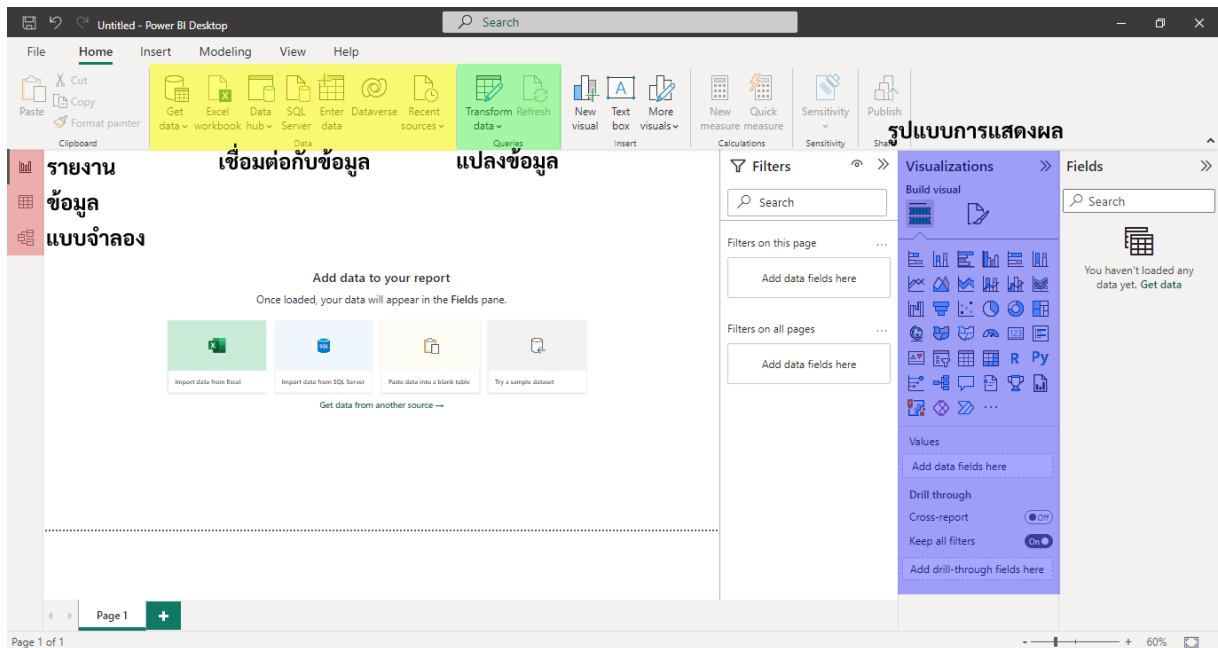 Untitled - Power BI Desktop
Search
File Home Insert Modeling View Help
Paste
Cut
Copy
Format painter
Clipboard
Get data
Excel workbook
Data hub
SQL Server
Enter data
Dataverse
Recent sources
Data
Transform data
Refresh
Queries
New visual
Text box
More visuals
Insert
New measure
Quick measure
Calculations
Sensitivity
Sensitivity
Publish
Share
รูปแบบการแสดงผล
เชื่อมต่อกับข้อมูล
แปลงข้อมูล
รายงาน
ข้อมูล
แบบจำลอง
Add data to your report
Once loaded, your data will appear in the Fields pane.
SQL
Import data from Excel
Import data from SQL Server
Paste data into a blank table
Try a sample dataset
Get data from another source →
Filters
Search
Filters on this page ...
Add data fields here
Filters on all pages ...
Add data fields here
Visualizations
Build visual
123
R Py
...
Values
Add data fields here
Drill through
Cross-report Off
Keep all filters On
Add drill-through fields here
Fields
Search
You haven't loaded any
data yet. Get data
Page 1 +
Page 1 of 1
- + 60%